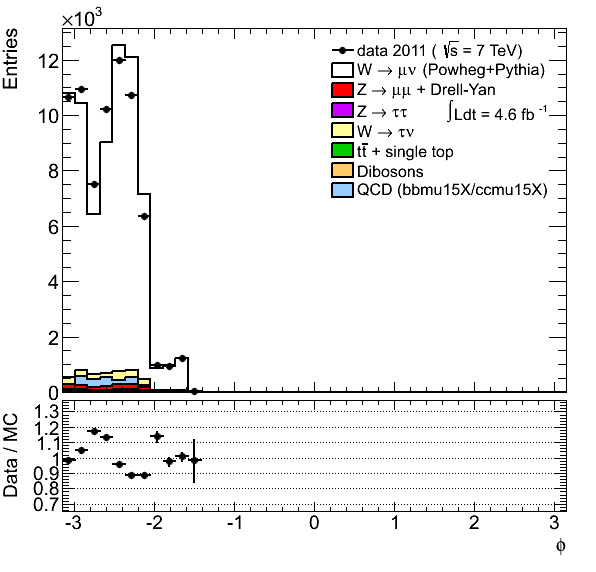 ×10³
Entries
12
10
8
6
4
2
0
data 2011 ( √s = 7 TeV)
W → μν (Powheg+Pythia)
Z → μμ + Drell-Yan
Z → ττ
∫Ldt = 4.6 fb⁻¹
W → τν
tt̄ + single top
Dibosons
QCD (bbmu15X/ccmu15X)
Data / MC
1.3
1.2
1.1
1
0.9
0.8
0.7
-3 -2 -1 0 1 2 3
ϕ